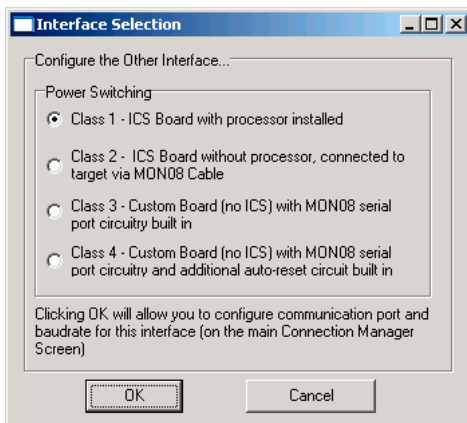 Interface Selection
Configure the Other Interface...
Power Switching
Class 1 - ICS Board with processor installed
Class 2 - ICS Board without processor, connected to
target via MON08 Cable
Class 3 - Custom Board (no ICS) with MON08 serial
port circuitry built in
Class 4 - Custom Board (no ICS) with MON08 serial
port circuitry and additional auto-reset circuit built in
Clicking OK will allow you to configure communication port and
baudrate for this interface (on the main Connection Manager
Screen)
OK
Cancel